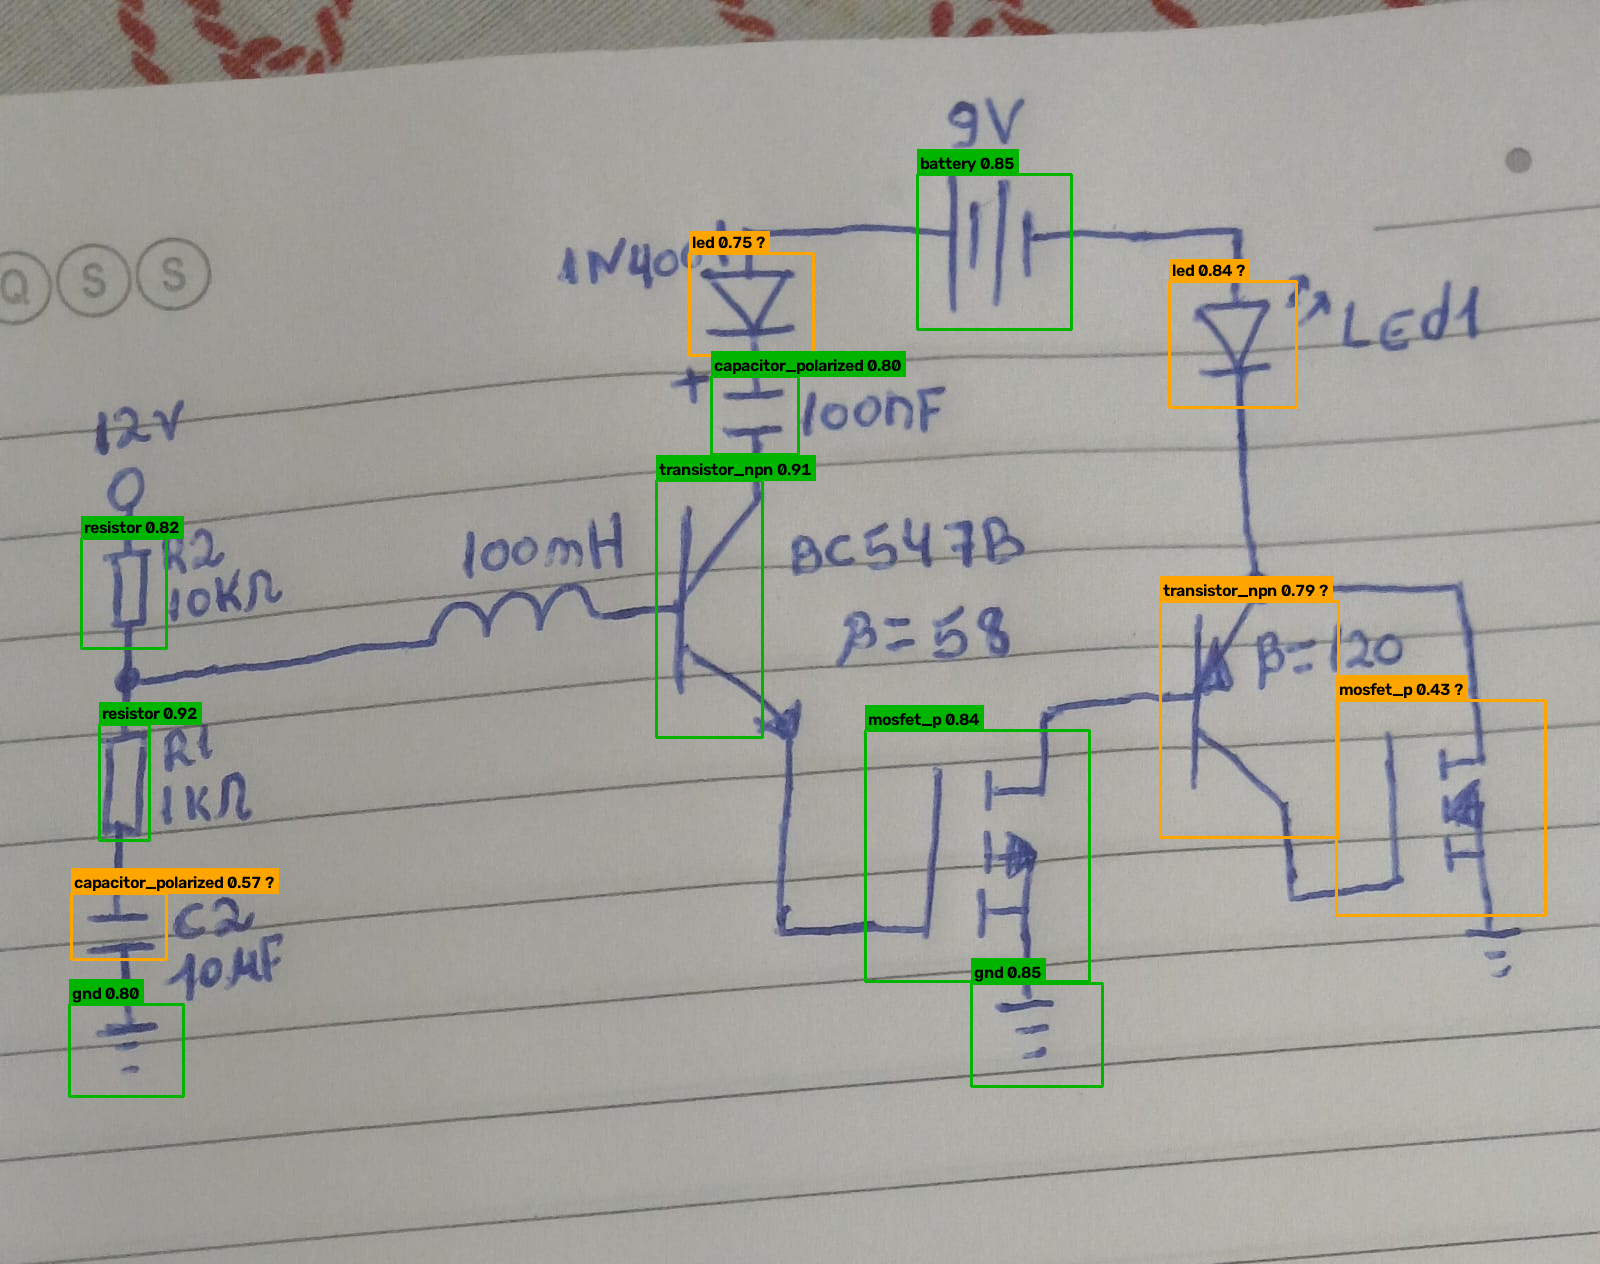 9V
battery 0.85
1N4001
led 0.75 ?
led 0.84 ?
LEd1
Q S S
capacitor_polarized 0.80
+
100nF
12V
transistor_npn 0.91
resistor 0.82
R2
10KΩ
100mH
BC547B
β=58
transistor_npn 0.79 ?
β=120
mosfet_p 0.43 ?
mosfet_p 0.84
resistor 0.92
R1
1KΩ
capacitor_polarized 0.57 ?
C2
10µF
gnd 0.85
gnd 0.80